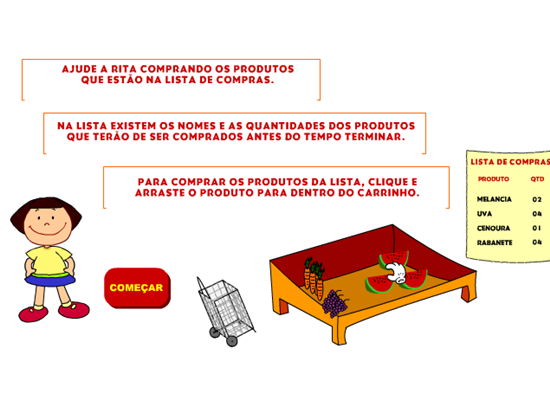 AJUDE A RITA COMPRANDO OS PRODUTOS
QUE ESTÃO NA LISTA DE COMPRAS.
NA LISTA EXISTEM OS NOMES E AS QUANTIDADES DOS PRODUTOS
QUE TERÃO DE SER COMPRADOS ANTES DO TEMPO TERMINAR.
PARA COMPRAR OS PRODUTOS DA LISTA, CLIQUE E
ARRASTE O PRODUTO PARA DENTRO DO CARRINHO.
LISTA DE COMPRAS
PRODUTO QTD
MELANCIA 02
UVA 04
CENOURA 01
RABANETE 04
COMEÇAR